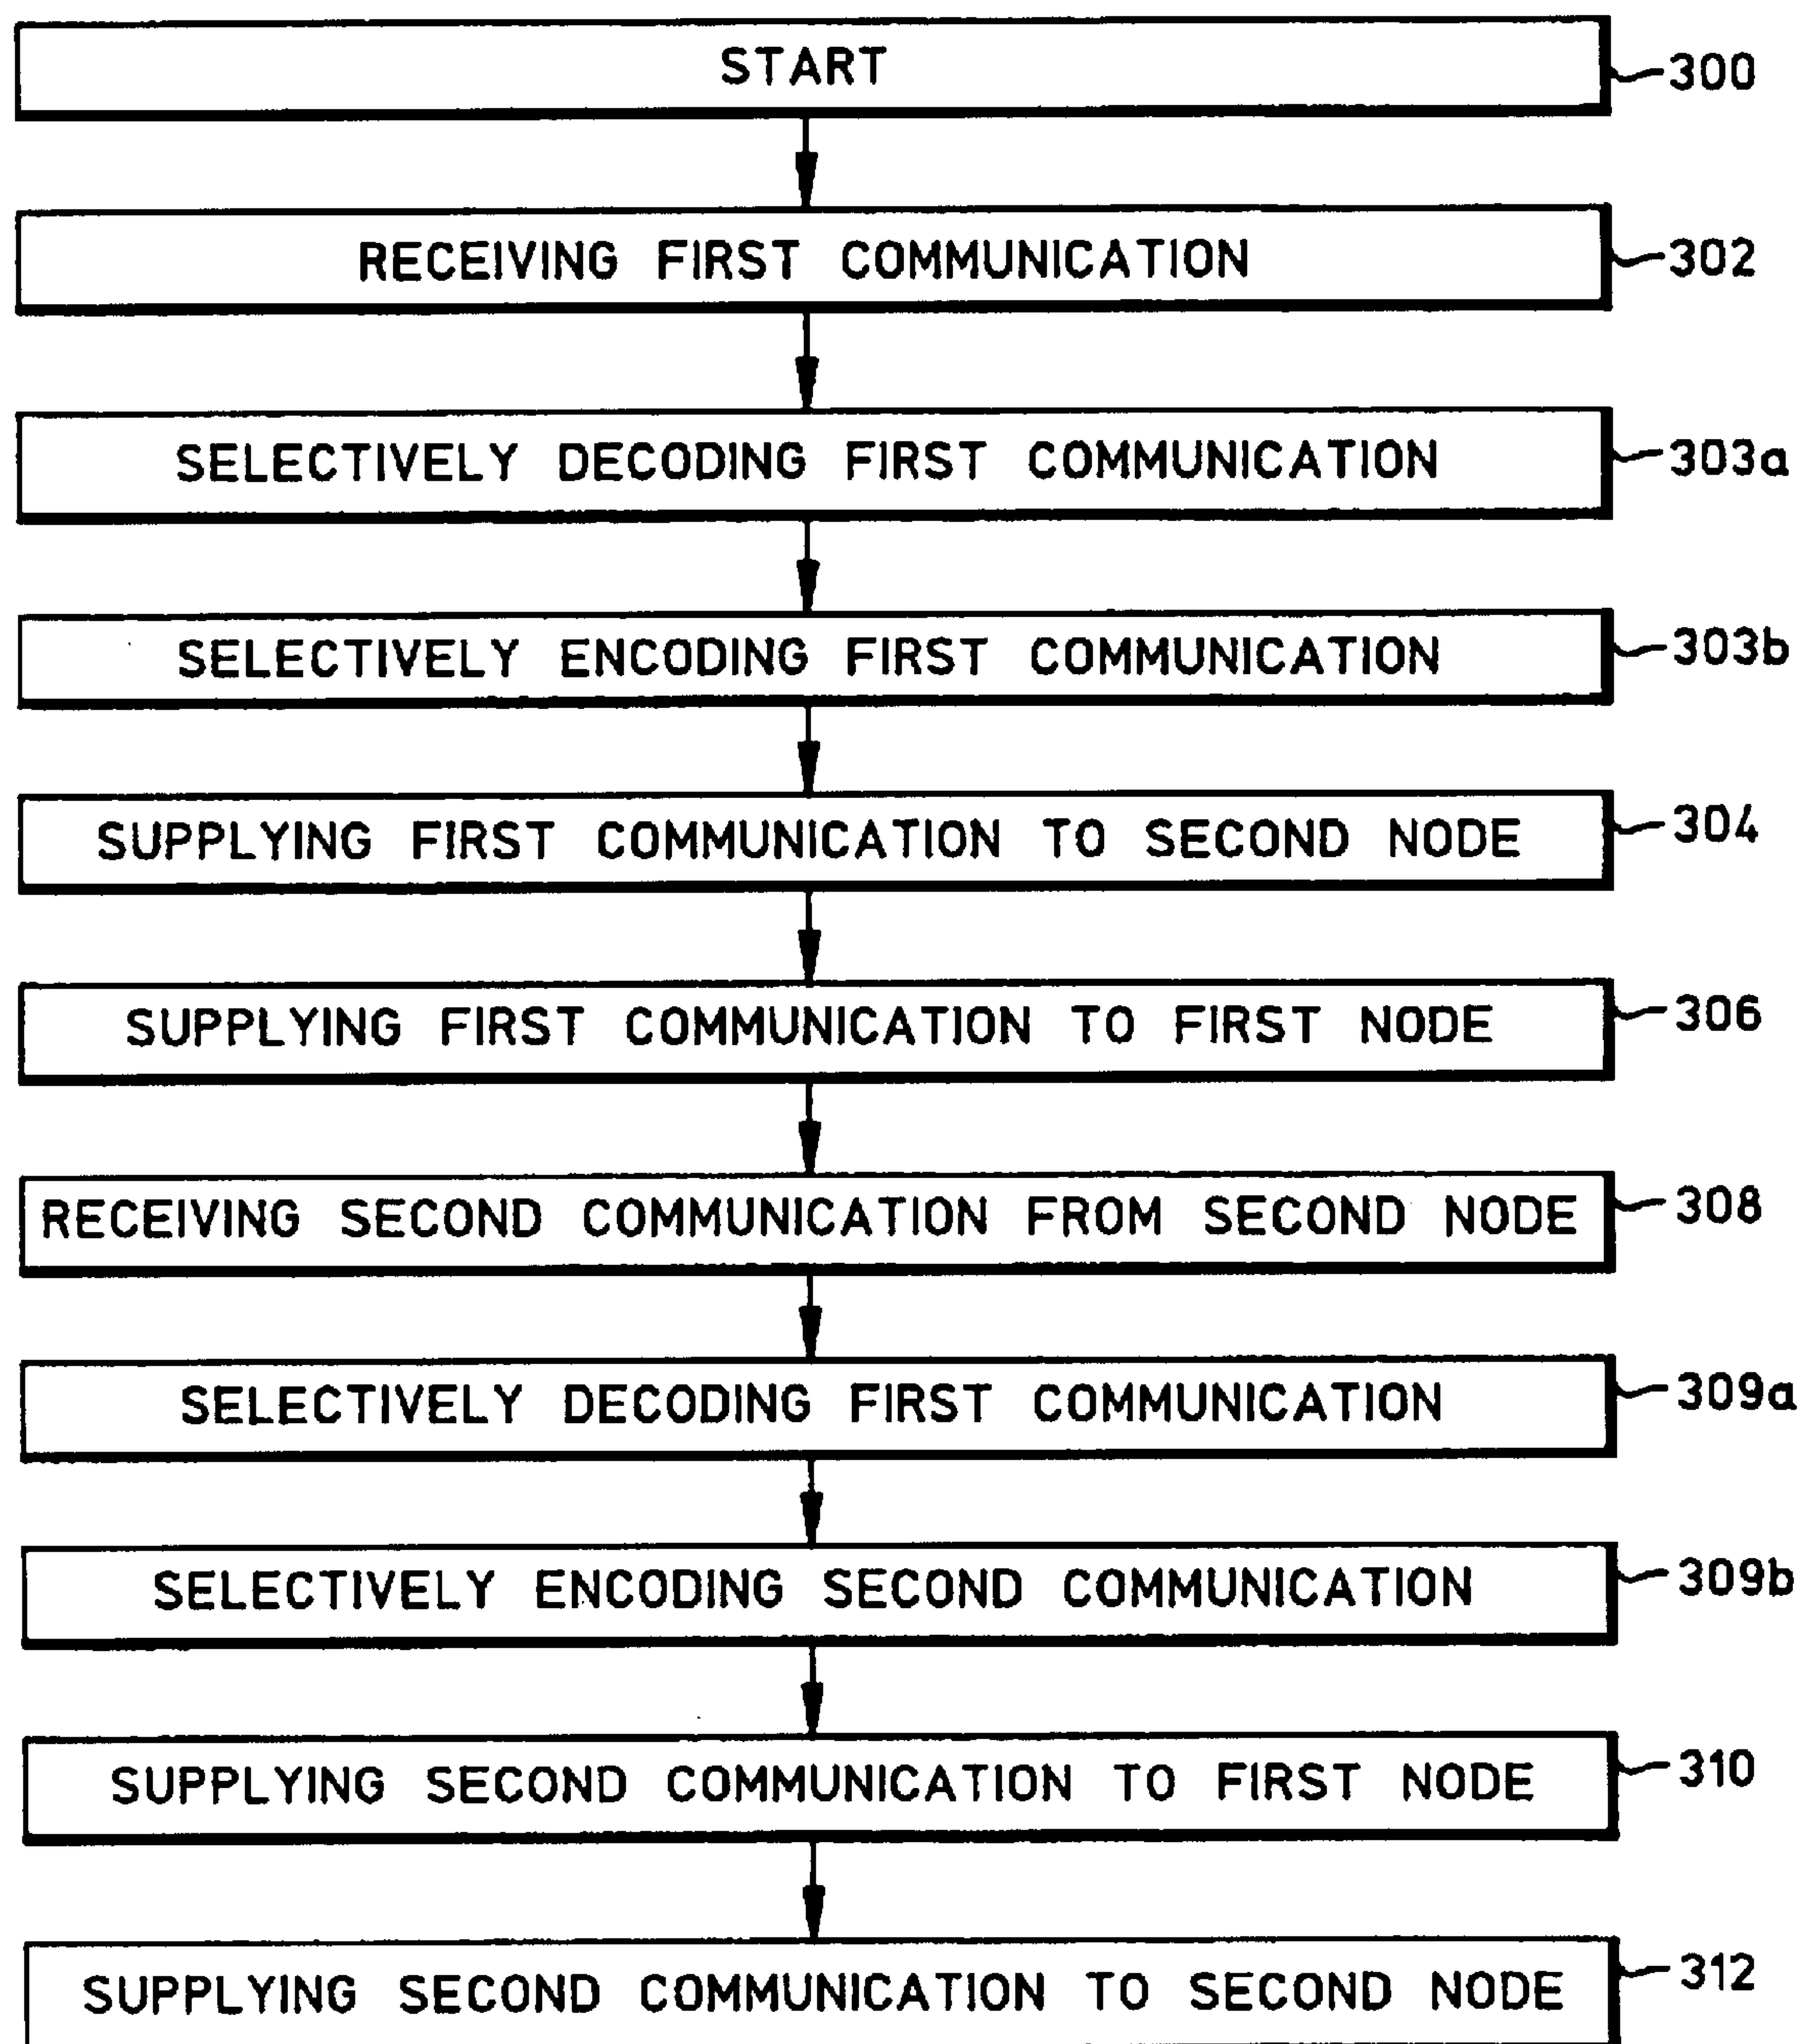 START 300
RECEIVING FIRST COMMUNICATION 302
SELECTIVELY DECODING FIRST COMMUNICATION 303a
SELECTIVELY ENCODING FIRST COMMUNICATION 303b
SUPPLYING FIRST COMMUNICATION TO SECOND NODE 304
SUPPLYING FIRST COMMUNICATION TO FIRST NODE 306
RECEIVING SECOND COMMUNICATION FROM SECOND NODE 308
SELECTIVELY DECODING FIRST COMMUNICATION 309a
SELECTIVELY ENCODING SECOND COMMUNICATION 309b
SUPPLYING SECOND COMMUNICATION TO FIRST NODE 310
SUPPLYING SECOND COMMUNICATION TO SECOND NODE 312